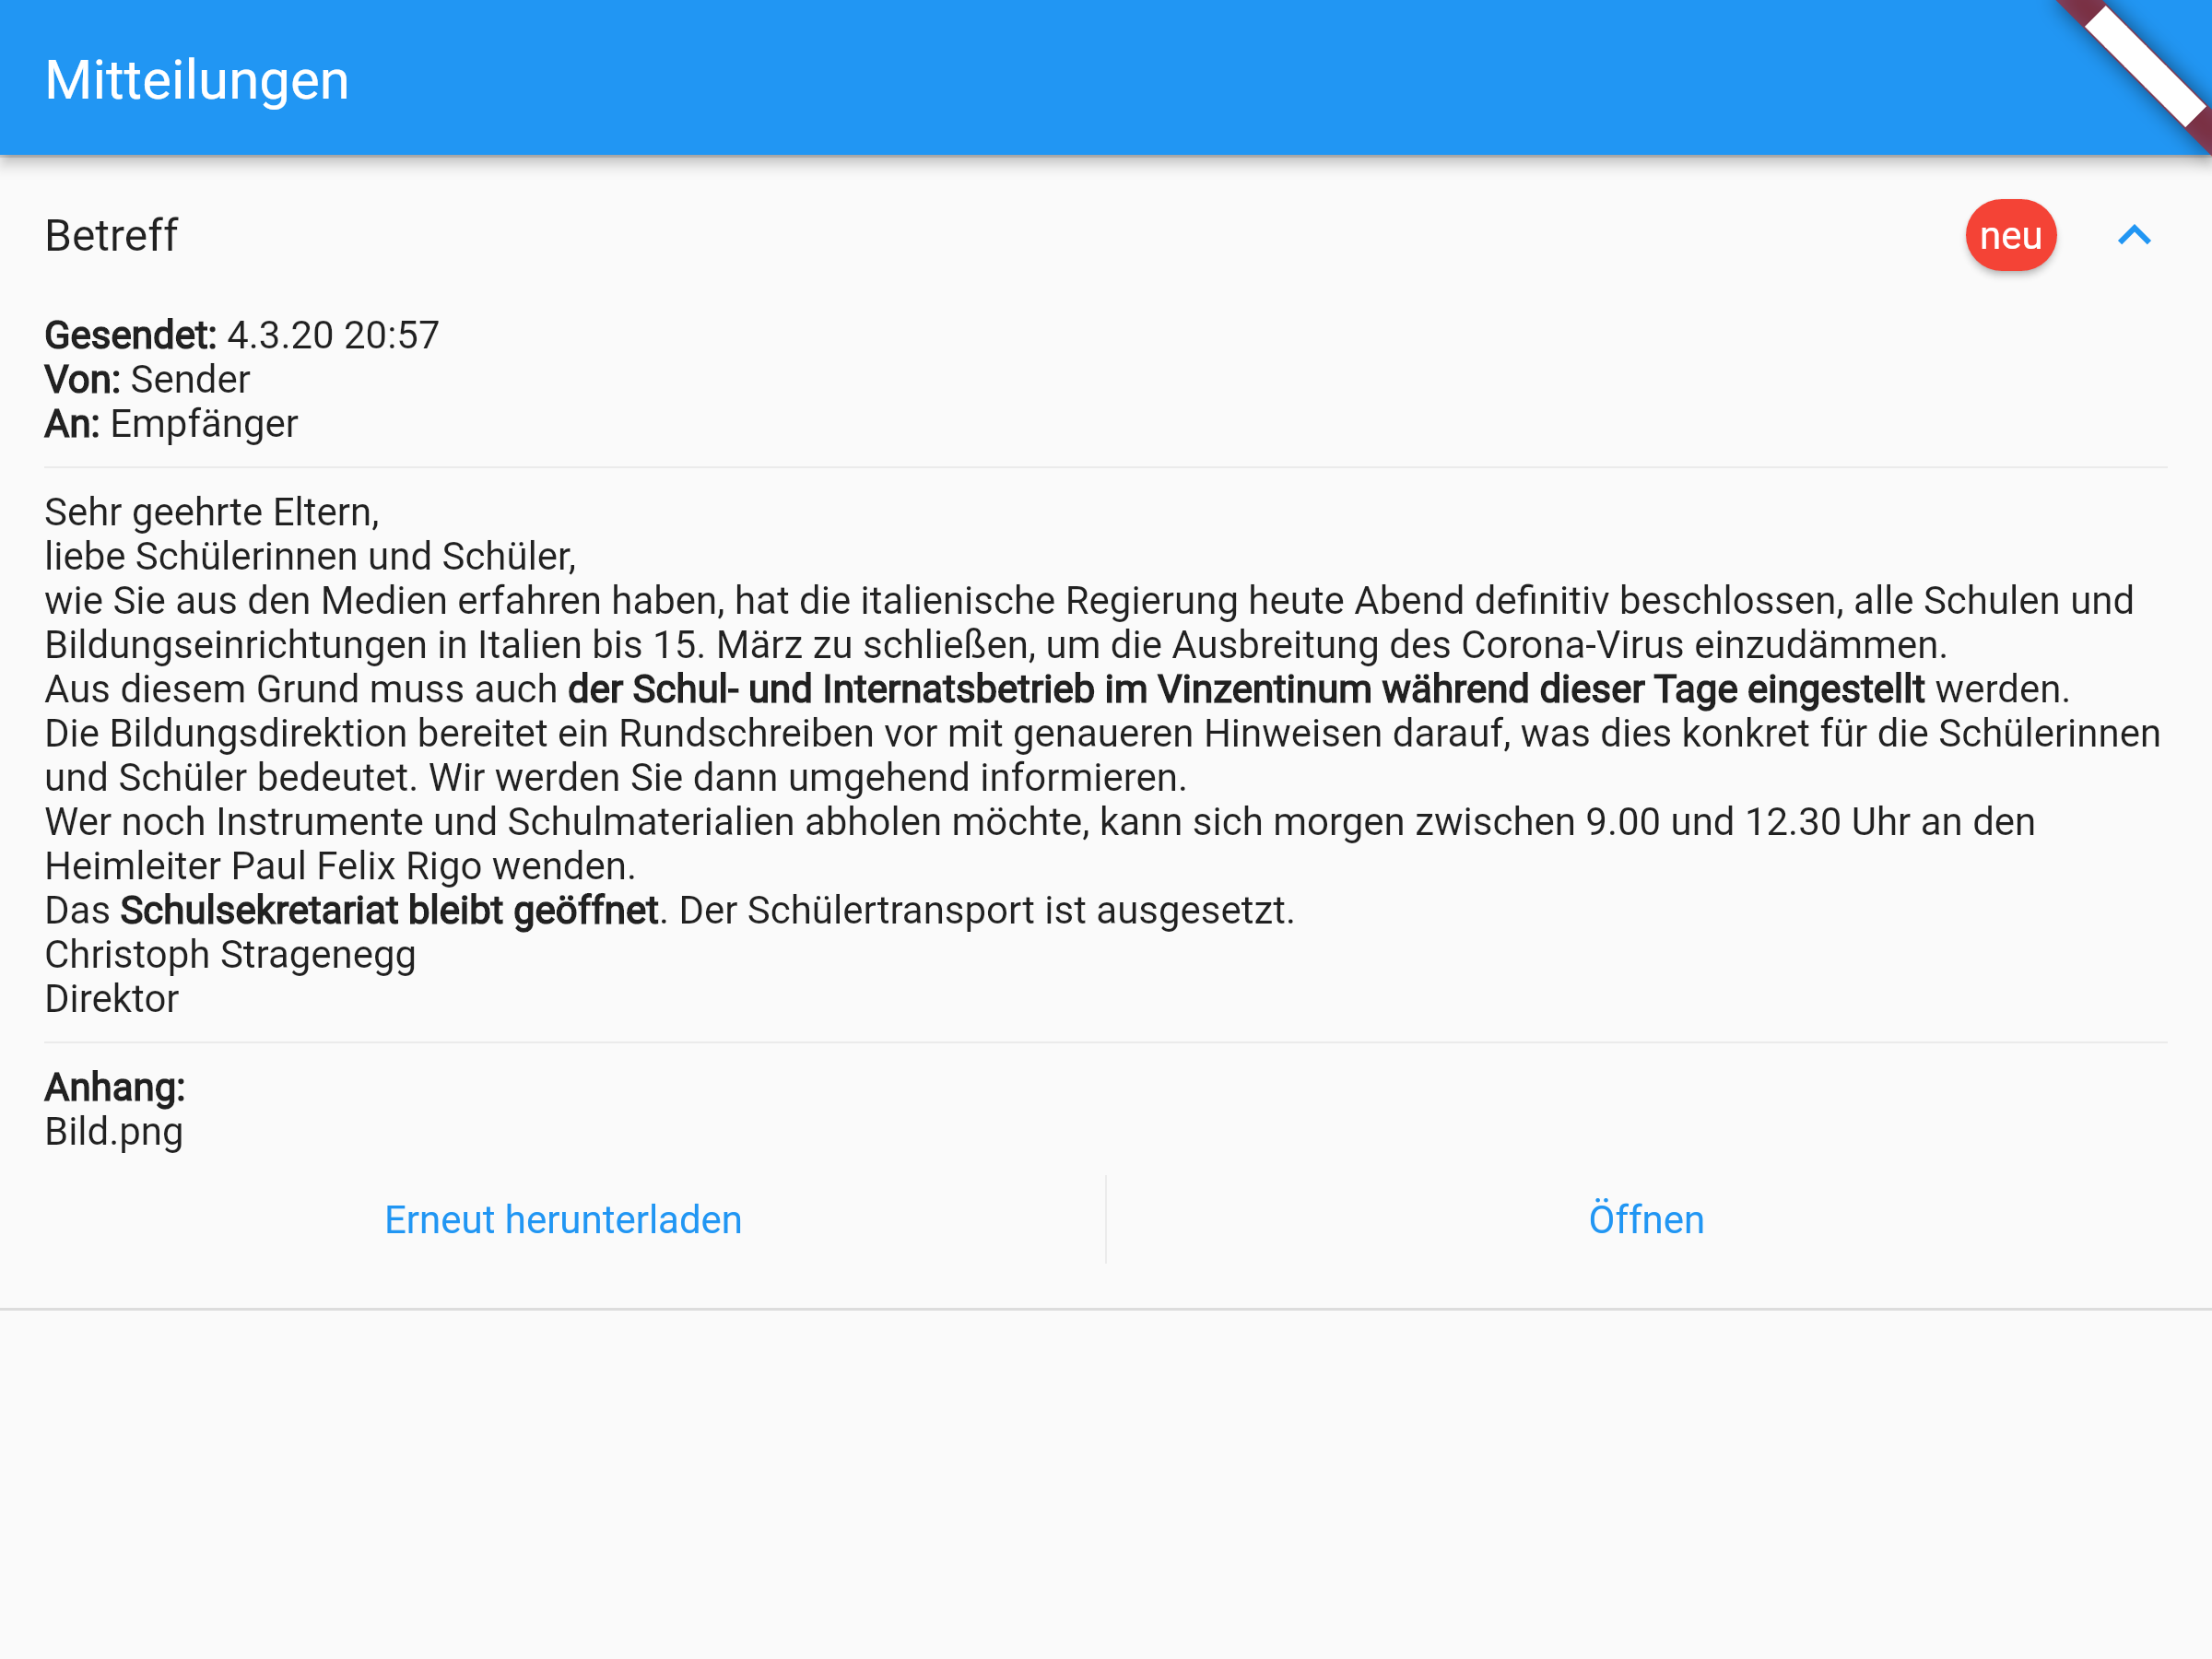 Mitteilungen
Betreff
neu
Gesendet: 4.3.20 20:57
Von: Sender
An: Empfänger
Sehr geehrte Eltern,
liebe Schülerinnen und Schüler,
wie Sie aus den Medien erfahren haben, hat die italienische Regierung heute Abend definitiv beschlossen, alle Schulen und
Bildungseinrichtungen in Italien bis 15. März zu schließen, um die Ausbreitung des Corona-Virus einzudämmen.
Aus diesem Grund muss auch der Schul- und Internatsbetrieb im Vinzentinum während dieser Tage eingestellt werden.
Die Bildungsdirektion bereitet ein Rundschreiben vor mit genaueren Hinweisen darauf, was dies konkret für die Schülerinnen
und Schüler bedeutet. Wir werden Sie dann umgehend informieren.
Wer noch Instrumente und Schulmaterialien abholen möchte, kann sich morgen zwischen 9.00 und 12.30 Uhr an den
Heimleiter Paul Felix Rigo wenden.
Das Schulsekretariat bleibt geöffnet. Der Schülertransport ist ausgesetzt.
Christoph Stragenegg
Direktor
Anhang:
Bild.png
Erneut herunterladen
Öffnen